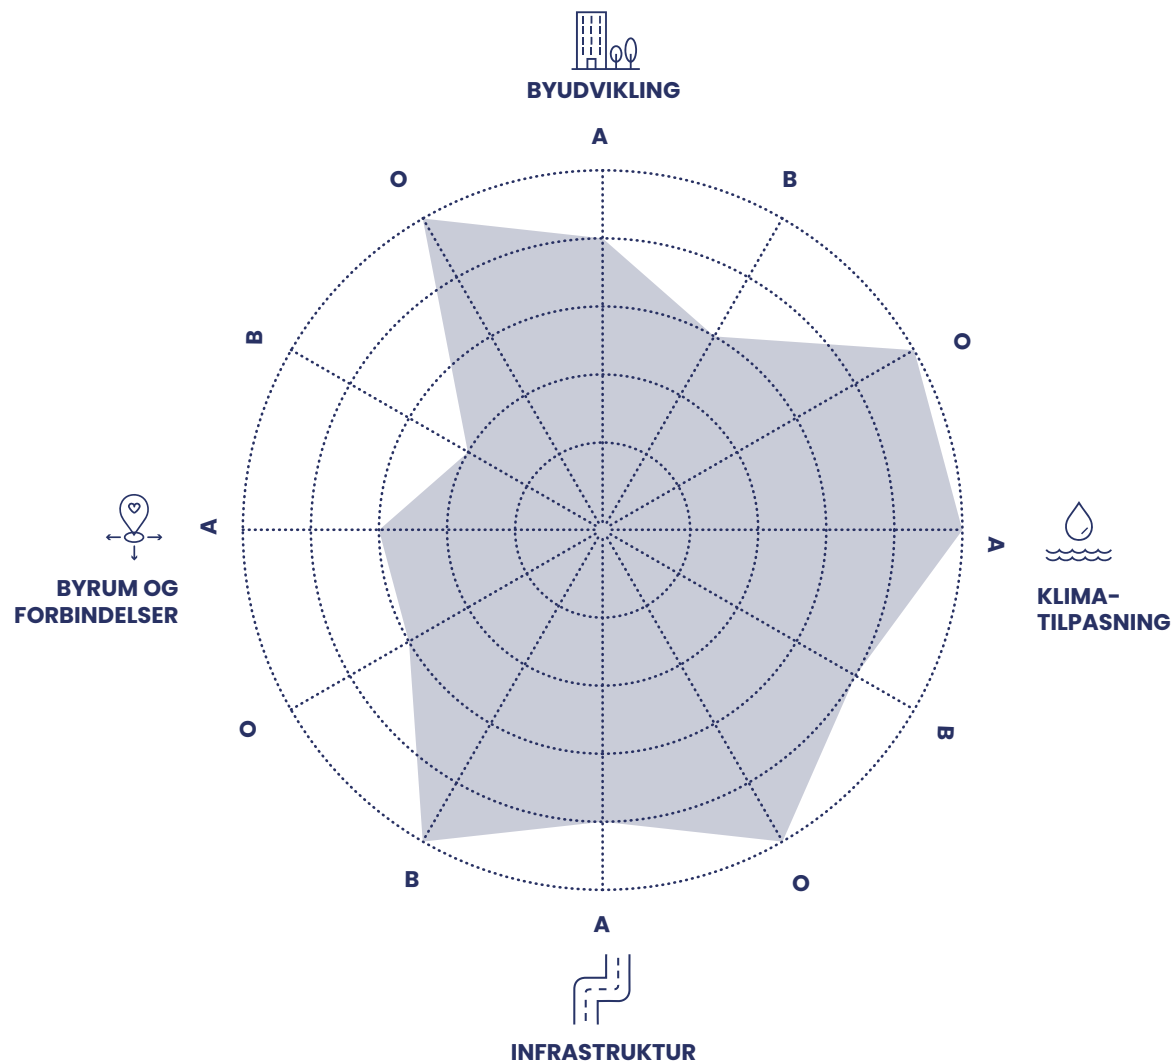 BYUDVIKLING
A
O
B
B
O
A
A
BYRUM OG
FORBINDELSER
KLIMA-
TILPASNING
O
B
B
O
A
INFRASTRUKTUR